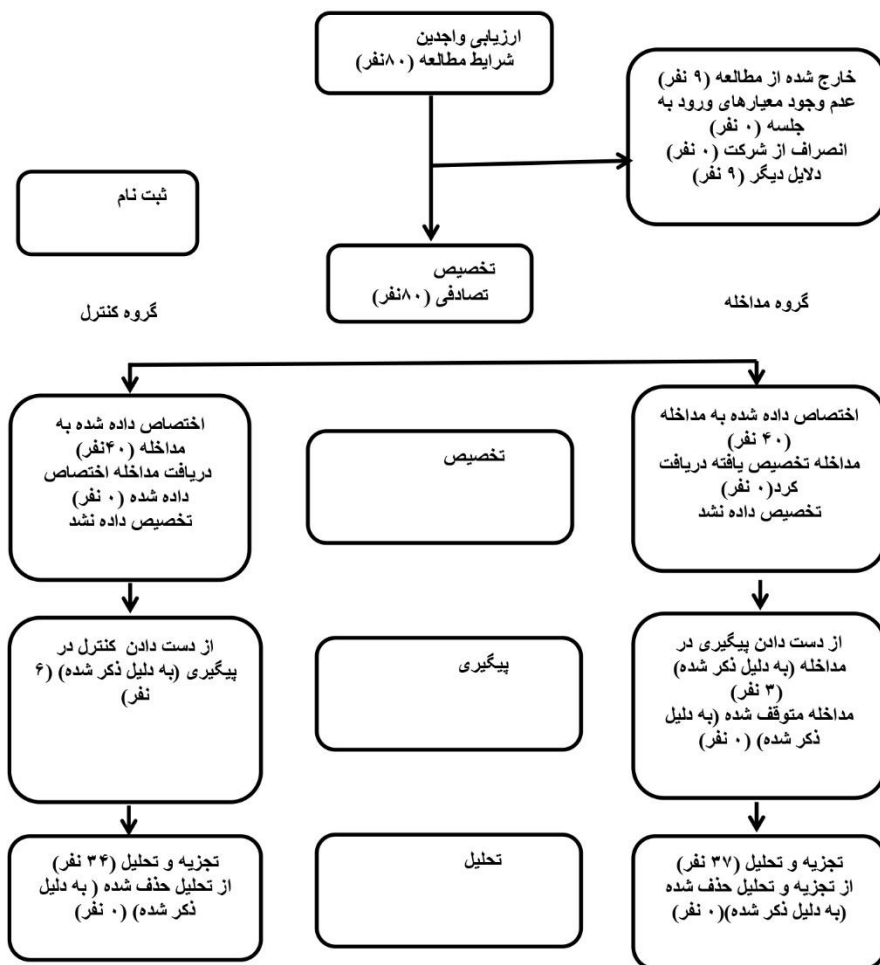 ارزیابی واجدین
شرایط مطالعه (۸۰نفر)
خارج شده از مطالعه (۹ نفر)
عدم وجود معیارهای ورود به
جلسه (۰ نفر)
انصراف از شرکت (۰ نفر)
دلایل دیگر (۹ نفر)
ثبت نام
تخصیص
تصادفی (۸۰نفر)
گروه مداخله
گروه کنترل
اختصاص داده شده به مداخله
(۴۰ نفر)
مداخله تخصیص یافته دریافت
کرد(۰ نفر)
تخصیص داده نشد
تخصیص
اختصاص داده شده به
مداخله (۴۰نفر)
دریافت مداخله اختصاص
داده شده (۰ نفر)
تخصیص داده نشد
از دست دادن پیگیری در
مداخله (به دلیل ذکر شده)
(۳ نفر)
مداخله متوقف شده (به دلیل
ذکر شده) (۰ نفر)
پیگیری
از دست دادن کنترل در
پیگیری (به دلیل ذکر شده) (۶
نفر)
تجزیه و تحلیل (۳۷ نفر)
از تجزیه و تحلیل حذف شده
(به دلیل ذکر شده)(۰ نفر)
تحلیل
تجزیه و تحلیل (۳۴ نفر)
از تحلیل حذف شده ( به دلیل
ذکر شده) (۰ نفر)